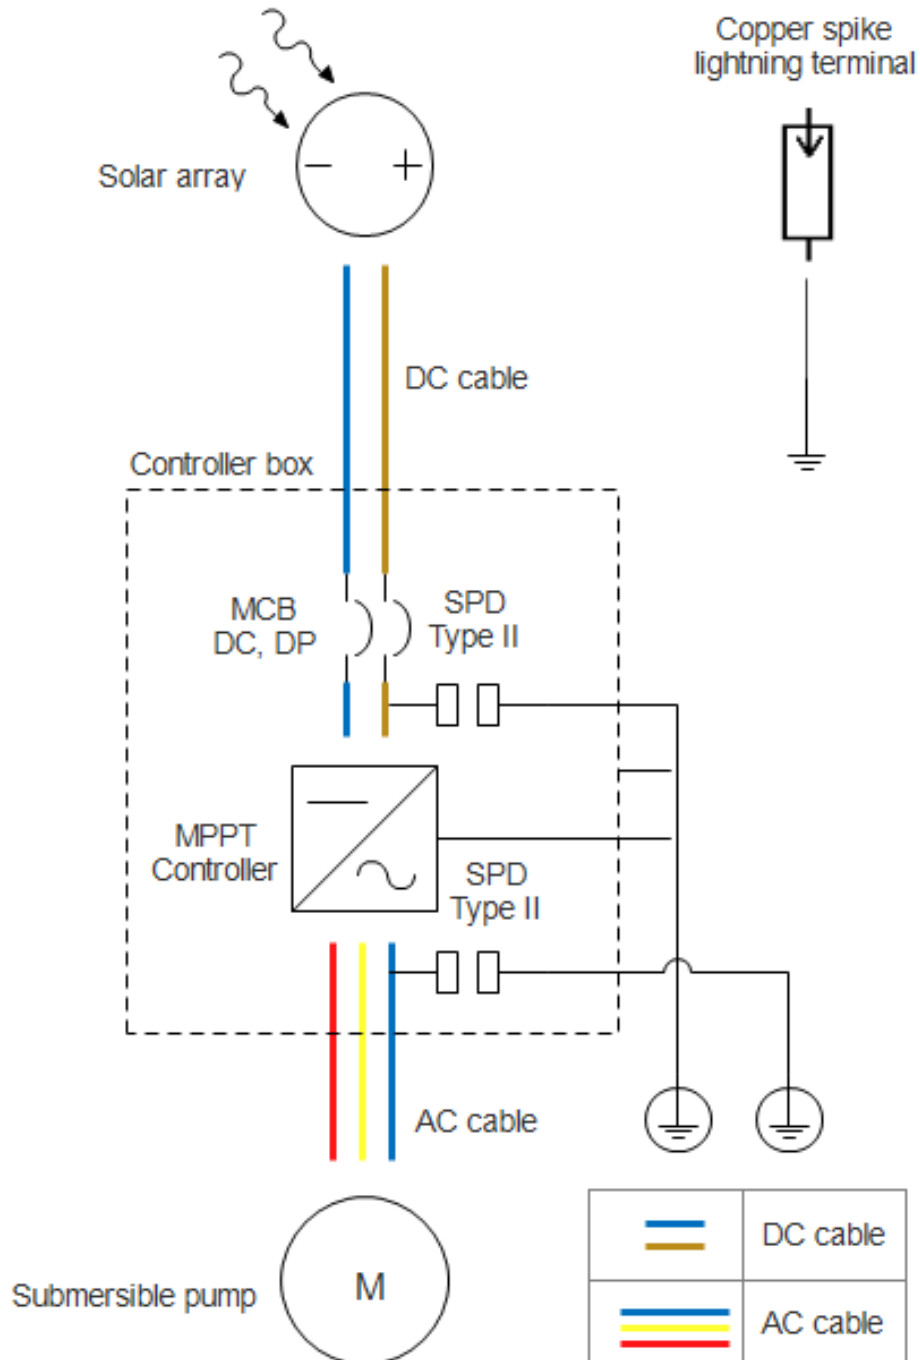 Copper spike
lightning terminal
Solar array
− +
DC cable
Controller box
MCB
DC, DP
SPD
Type II
MPPT
Controller
SPD
Type II
AC cable
Submersible pump
M
DC cable
AC cable